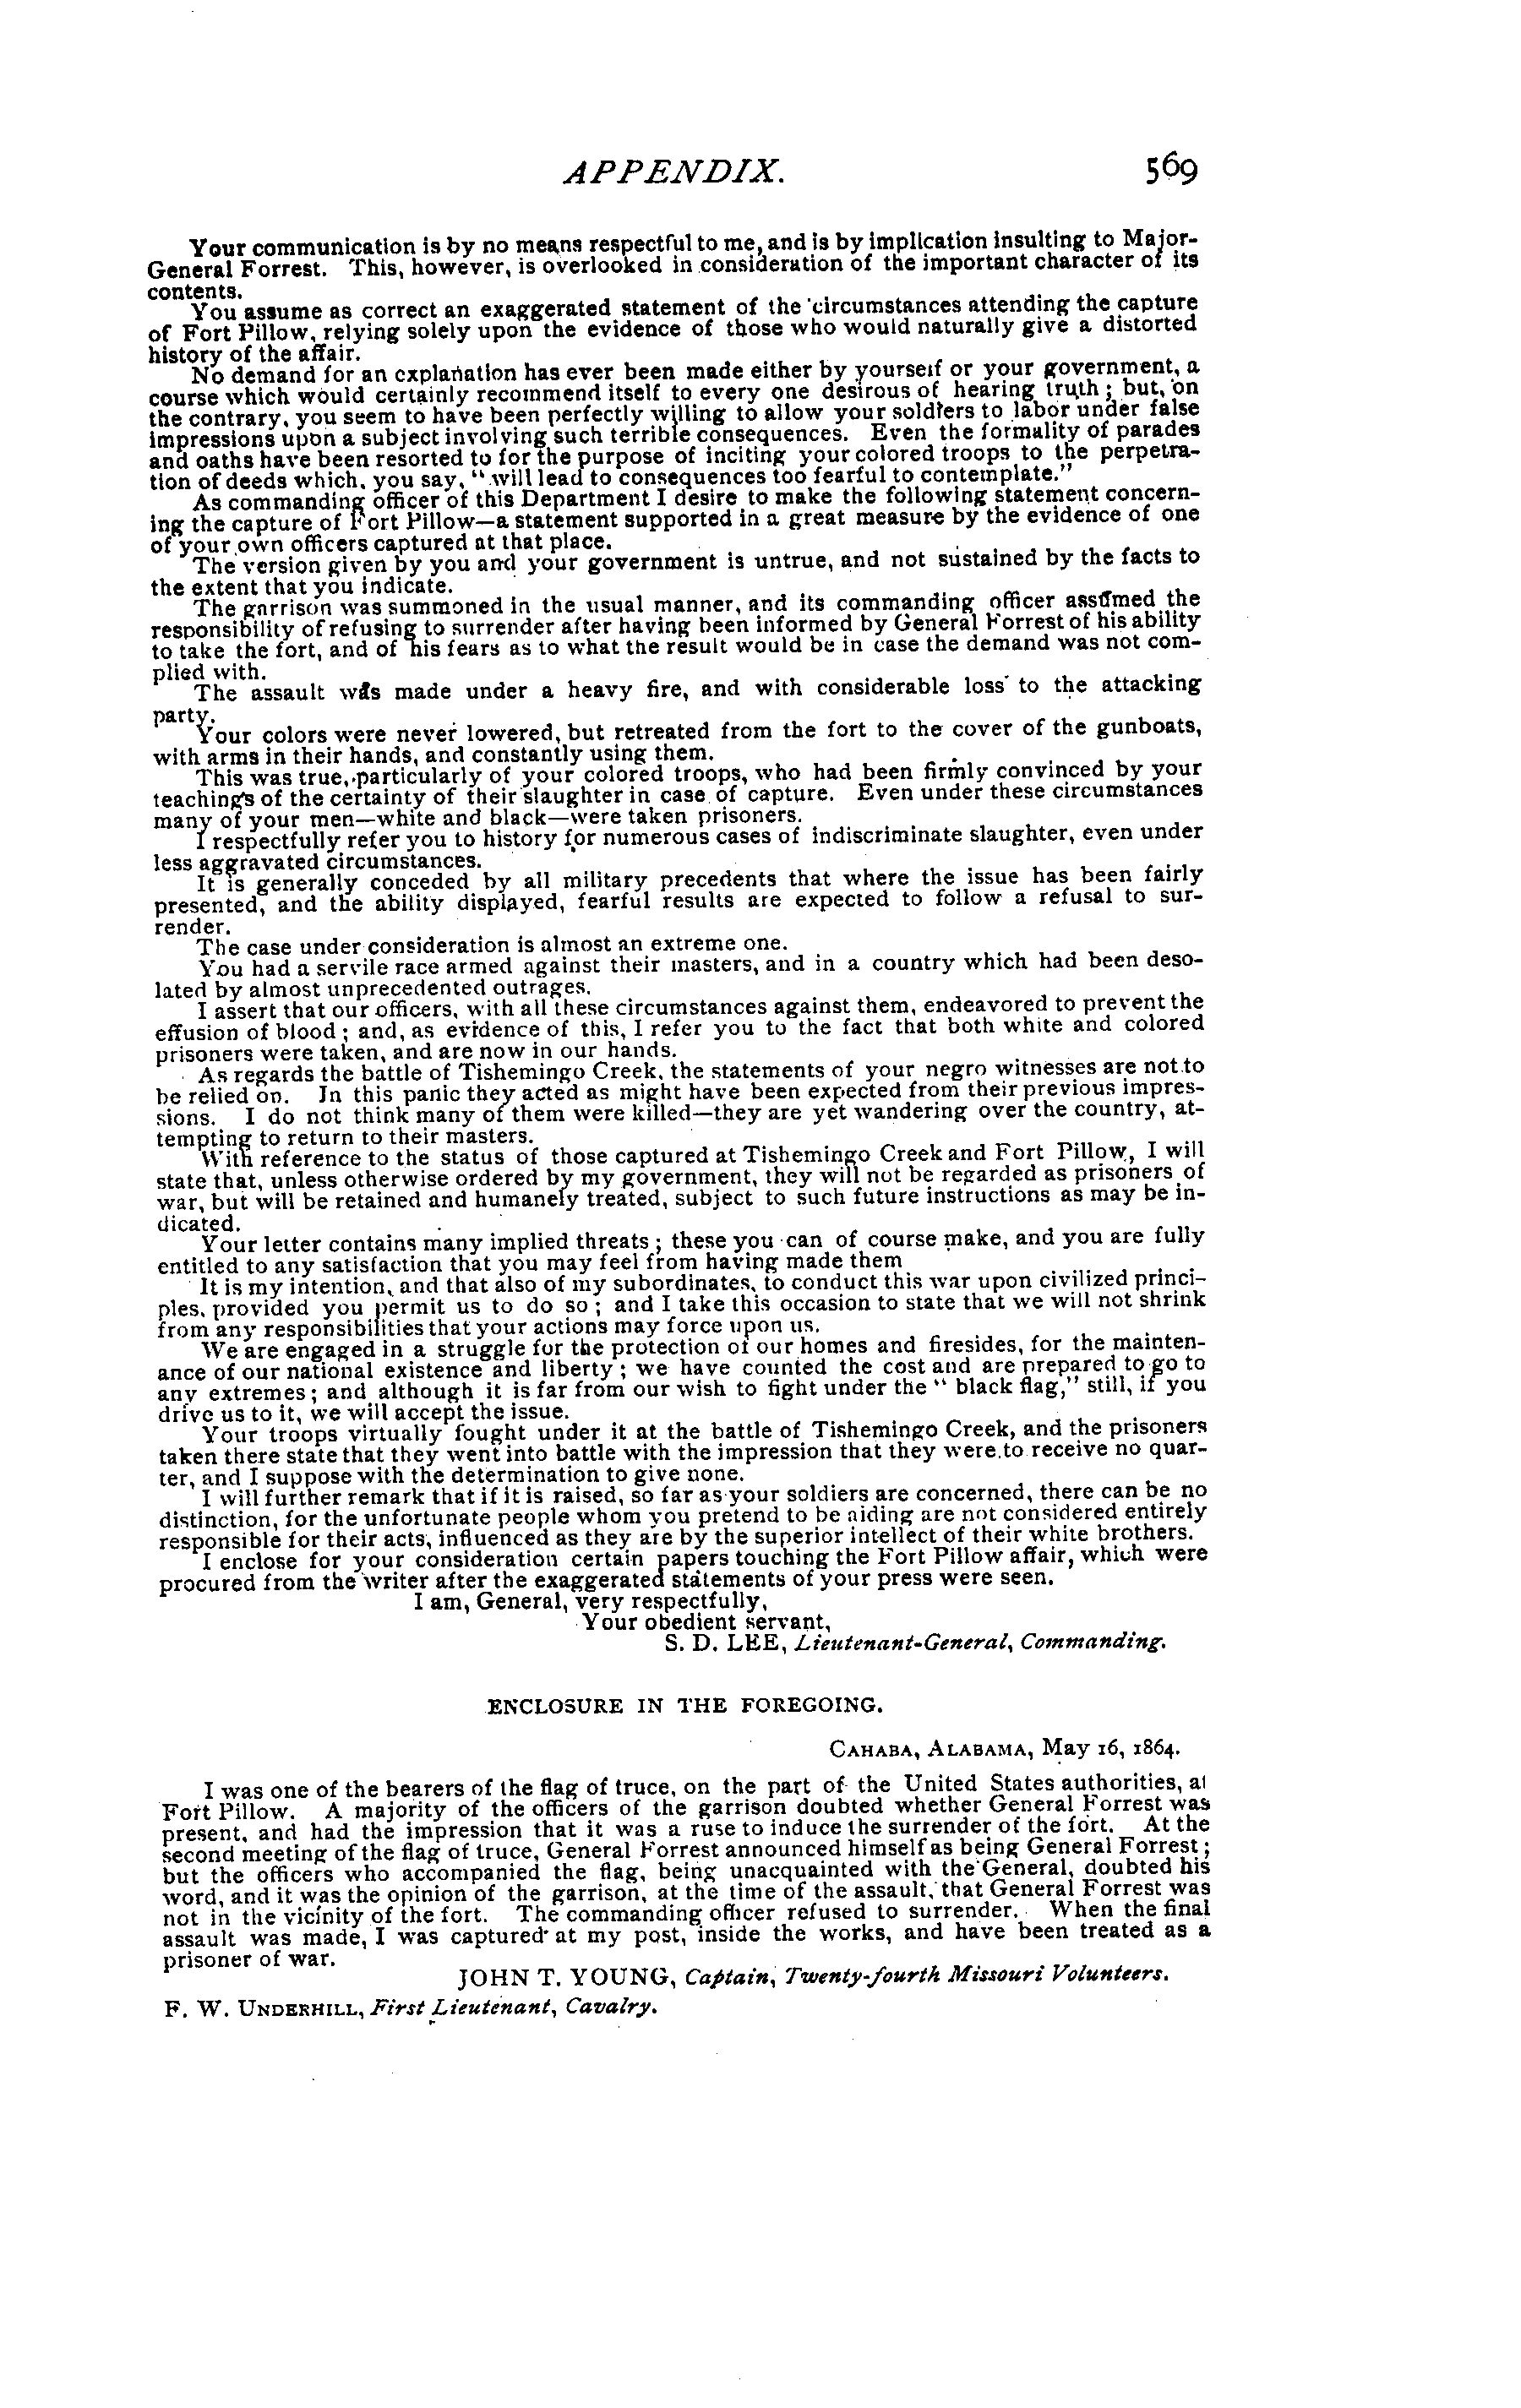 APPENDIX. 569
Your communication is by no means respectful to me, and is by implication insulting to Major-
General Forrest. This, however, is overlooked in consideration of the important character of its
contents.
You assume as correct an exaggerated statement of the circumstances attending the capture
of Fort Pillow, relying solely upon the evidence of those who would naturally give a distorted
history of the affair.
No demand for an explanation has ever been made either by yourself or your government, a
course which would certainly recommend itself to every one desirous of hearing truth; but, on
the contrary, you seem to have been perfectly willing to allow your soldiers to labor under false
impressions upon a subject involving such terrible consequences. Even the formality of parades
and oaths have been resorted to for the purpose of inciting your colored troops to the perpetra-
tion of deeds which, you say, "will lead to consequences too fearful to contemplate."
As commanding officer of this Department I desire to make the following statement concern-
ing the capture of Fort Pillow—a statement supported in a great measure by the evidence of one
of your own officers captured at that place.
The version given by you and your government is untrue, and not sustained by the facts to
the extent that you indicate.
The garrison was summoned in the usual manner, and its commanding officer assumed the
responsibility of refusing to surrender after having been informed by General Forrest of his ability
to take the fort, and of his fears as to what the result would be in case the demand was not com-
plied with.
The assault was made under a heavy fire, and with considerable loss to the attacking
party.
Your colors were never lowered, but retreated from the fort to the cover of the gunboats,
with arms in their hands, and constantly using them.
This was true, particularly of your colored troops, who had been firmly convinced by your
teachings of the certainty of their slaughter in case of capture. Even under these circumstances
many of your men—white and black—were taken prisoners.
I respectfully refer you to history for numerous cases of indiscriminate slaughter, even under
less aggravated circumstances.
It is generally conceded by all military precedents that where the issue has been fairly
presented, and the ability displayed, fearful results are expected to follow a refusal to sur-
render.
The case under consideration is almost an extreme one.
You had a servile race armed against their masters, and in a country which had been deso-
lated by almost unprecedented outrages.
I assert that our officers, with all these circumstances against them, endeavored to prevent the
effusion of blood; and, as evidence of this, I refer you to the fact that both white and colored
prisoners were taken, and are now in our hands.
As regards the battle of Tishemingo Creek, the statements of your negro witnesses are not to
be relied on. In this panic they acted as might have been expected from their previous impres-
sions. I do not think many of them were killed—they are yet wandering over the country, at-
tempting to return to their masters.
With reference to the status of those captured at Tishemingo Creek and Fort Pillow, I will
state that, unless otherwise ordered by my government, they will not be regarded as prisoners of
war, but will be retained and humanely treated, subject to such future instructions as may be in-
dicated.
Your letter contains many implied threats; these you can of course make, and you are fully
entitled to any satisfaction that you may feel from having made them
It is my intention, and that also of my subordinates, to conduct this war upon civilized princi-
ples, provided you permit us to do so; and I take this occasion to state that we will not shrink
from any responsibilities that your actions may force upon us.
We are engaged in a struggle for the protection of our homes and firesides, for the mainten-
ance of our national existence and liberty; we have counted the cost and are prepared to go to
any extremes; and although it is far from our wish to fight under the "black flag," still, if you
drive us to it, we will accept the issue.
Your troops virtually fought under it at the battle of Tishemingo Creek, and the prisoners
taken there state that they went into battle with the impression that they were to receive no quar-
ter, and I suppose with the determination to give none.
I will further remark that if it is raised, so far as your soldiers are concerned, there can be no
distinction, for the unfortunate people whom you pretend to be aiding are not considered entirely
responsible for their acts, influenced as they are by the superior intellect of their white brothers.
I enclose for your consideration certain papers touching the Fort Pillow affair, which were
procured from the writer after the exaggerated statements of your press were seen.
I am, General, very respectfully,
Your obedient servant,
S. D. LEE, Lieutenant-General, Commanding.
ENCLOSURE IN THE FOREGOING.
CAHABA, ALABAMA, May 16, 1864.
I was one of the bearers of the flag of truce, on the part of the United States authorities, at
Fort Pillow. A majority of the officers of the garrison doubted whether General Forrest was
present, and had the impression that it was a ruse to induce the surrender of the fort. At the
second meeting of the flag of truce, General Forrest announced himself as being General Forrest;
but the officers who accompanied the flag, being unacquainted with the General, doubted his
word, and it was the opinion of the garrison, at the time of the assault, that General Forrest was
not in the vicinity of the fort. The commanding officer refused to surrender. When the final
assault was made, I was captured at my post, inside the works, and have been treated as a
prisoner of war.
JOHN T. YOUNG, Captain, Twenty-fourth Missouri Volunteers.
F. W. UNDERHILL, First Lieutenant, Cavalry.